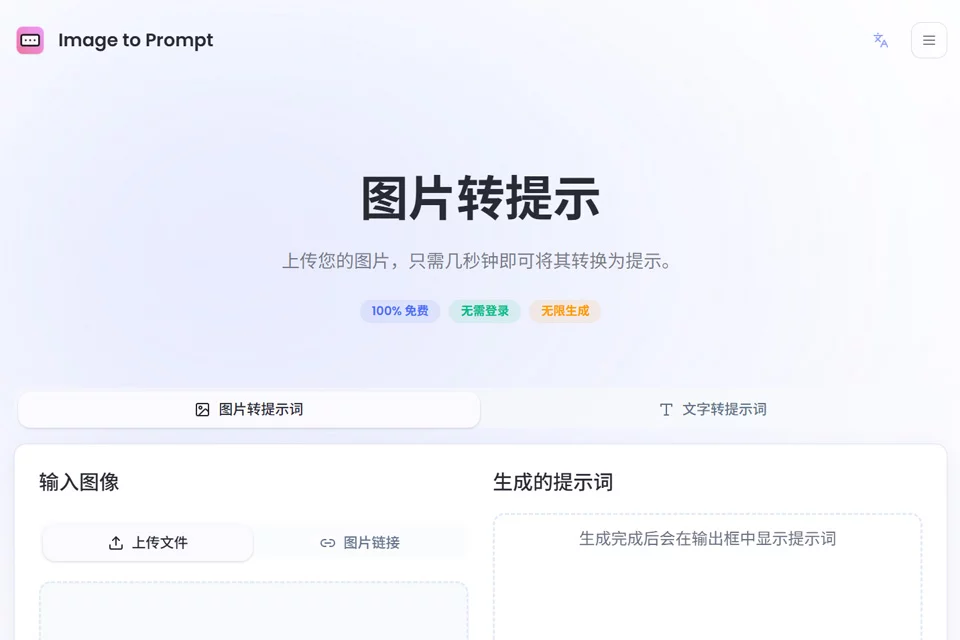 Image to Prompt
图片转提示
上传您的图片，只需几秒钟即可将其转换为提示。
100% 免费
无需登录
无限生成
图片转提示词
文字转提示词
输入图像
生成的提示词
上传文件
图片链接
生成完成后会在输出框中显示提示词